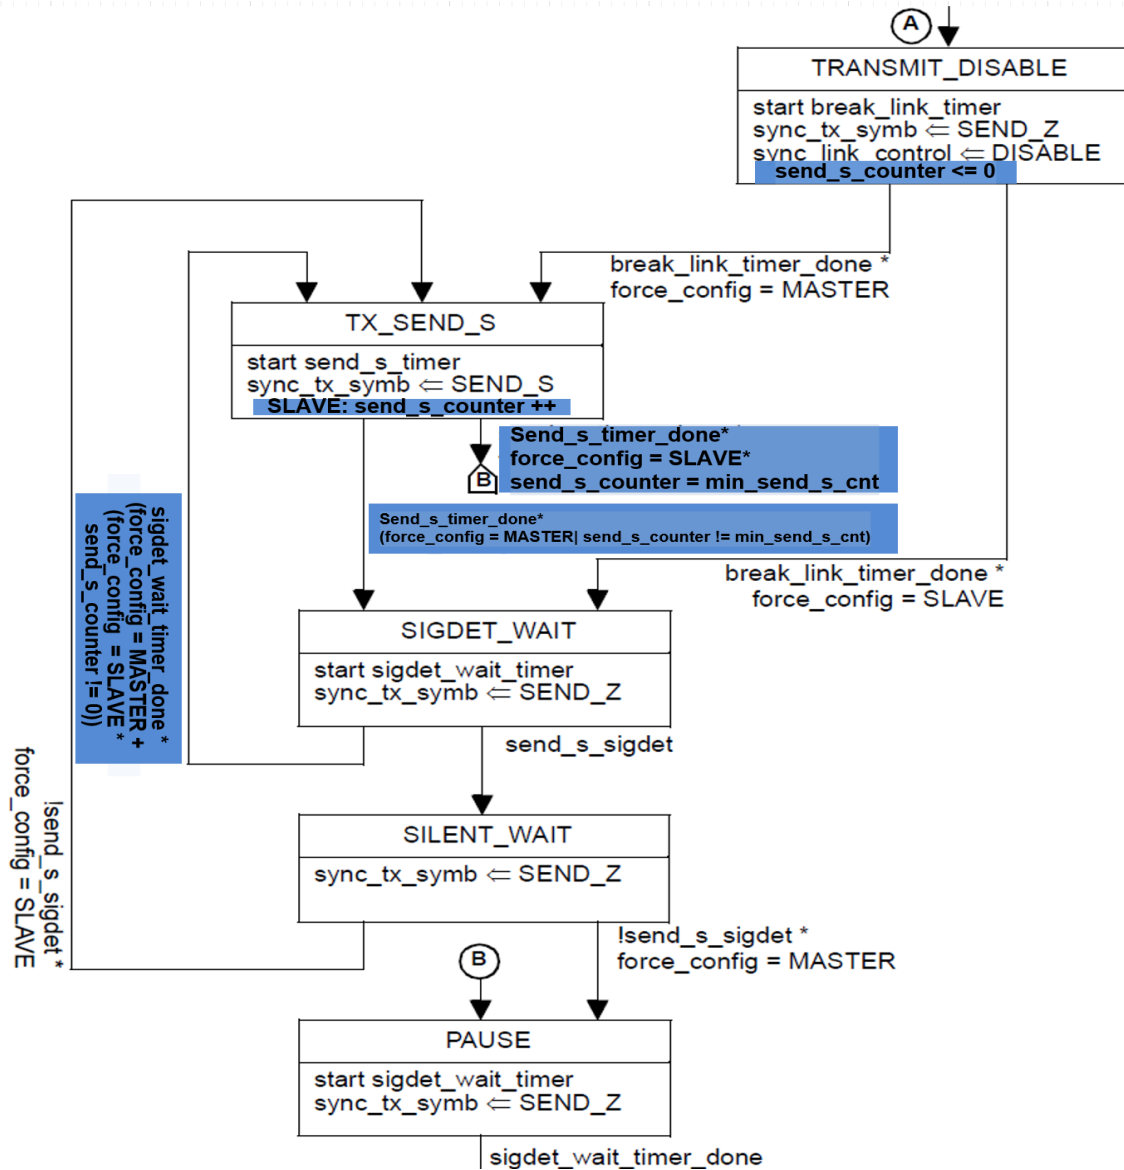 A
TRANSMIT_DISABLE
start break_link_timer
sync_tx_symb ⇐ SEND_Z
sync_link_control ⇐ DISABLE
send_s_counter <= 0
break_link_timer_done *
force_config = MASTER
TX_SEND_S
start send_s_timer
sync_tx_symb ⇐ SEND_S
SLAVE: send_s_counter ++
Send_s_timer_done*
force_config = SLAVE*
send_s_counter = min_send_s_cnt
B
Send_s_timer_done*
(force_config = MASTER| send_s_counter != min_send_s_cnt)
break_link_timer_done *
force_config = SLAVE
sigdet_wait_timer_done *
(force_config = MASTER +
(force_config = SLAVE *
send_s_counter != 0))
SIGDET_WAIT
start sigdet_wait_timer
sync_tx_symb ⇐ SEND_Z
send_s_sigdet
!send_s_sigdet *
force_config = SLAVE
SILENT_WAIT
sync_tx_symb ⇐ SEND_Z
!send_s_sigdet *
force_config = MASTER
B
PAUSE
start sigdet_wait_timer
sync_tx_symb ⇐ SEND_Z
sigdet_wait_timer_done